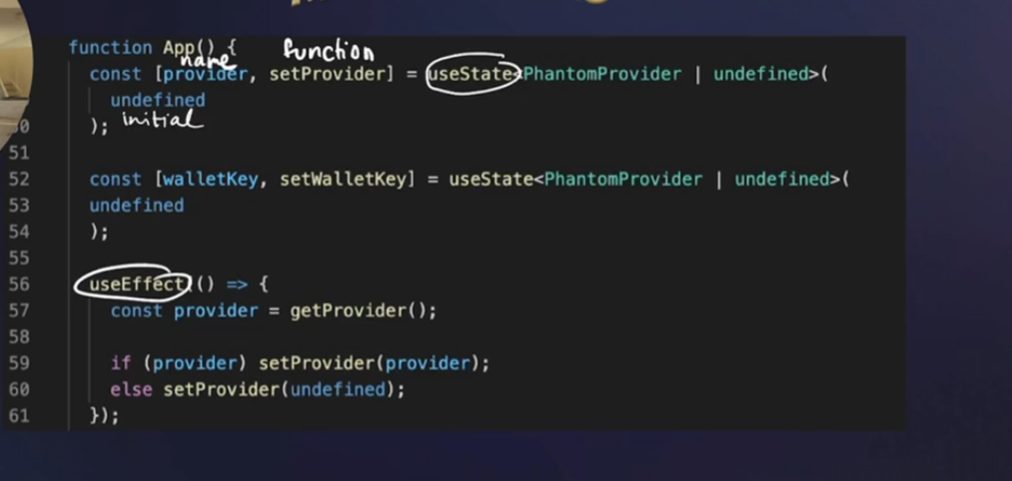 function App() {
name function
const [provider, setProvider] = useState<PhantomProvider | undefined>(
undefined
); initial
51
52 const [walletKey, setWalletKey] = useState<PhantomProvider | undefined>(
53 undefined
54 );
55
56 useEffect(() => {
57 const provider = getProvider();
58
59 if (provider) setProvider(provider);
60 else setProvider(undefined);
61 });